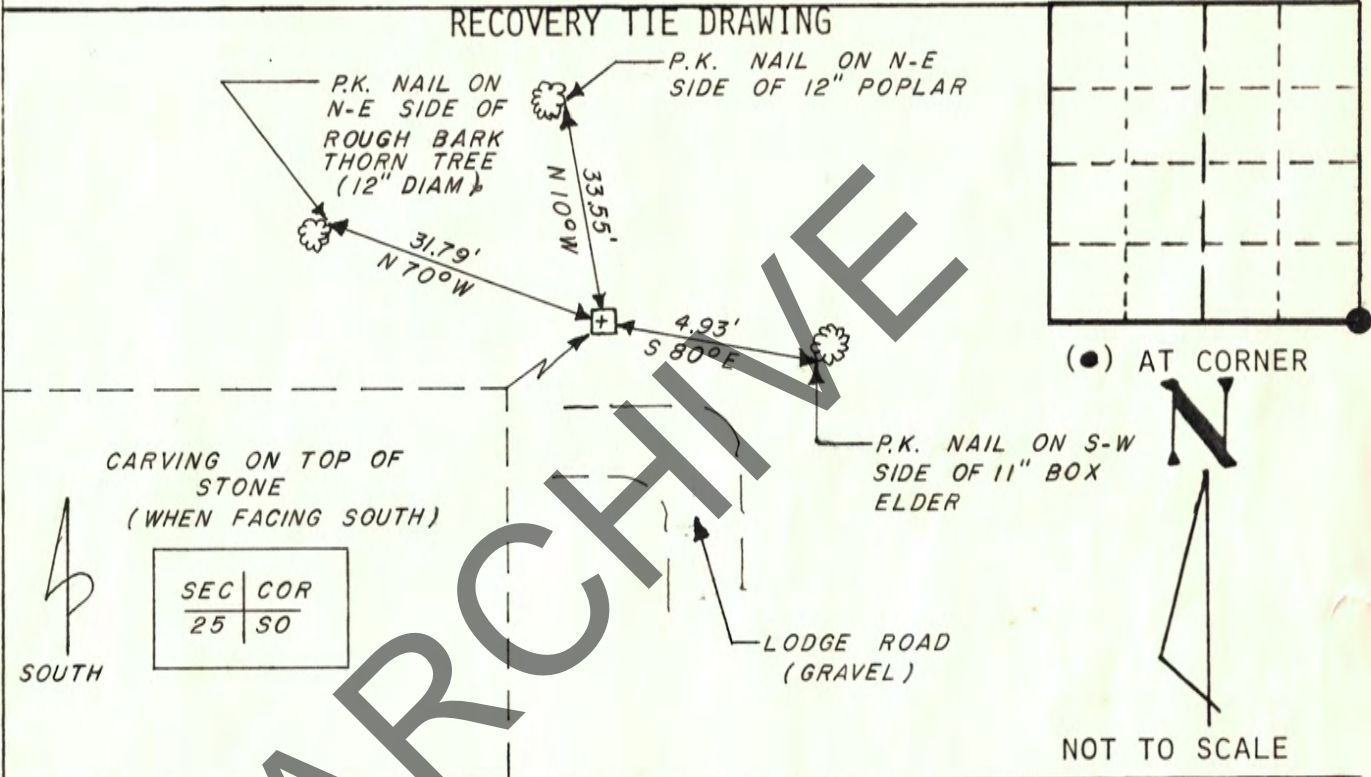 RECOVERY TIE DRAWING
P.K. NAIL ON
N-E SIDE OF
ROUGH BARK
THORN TREE
(12" DIAM)
P.K. NAIL ON N-E
SIDE OF 12" POPLAR
33.55'
N 10° W
31.79'
N 70° W
+
4.93'
S 80° E
(●) AT CORNER
N
P.K. NAIL ON S-W
SIDE OF 11" BOX
ELDER
CARVING ON TOP OF
STONE
(WHEN FACING SOUTH)
SEC COR
25 SO
SOUTH
LODGE ROAD
(GRAVEL)
NOT TO SCALE
ARCHIVE